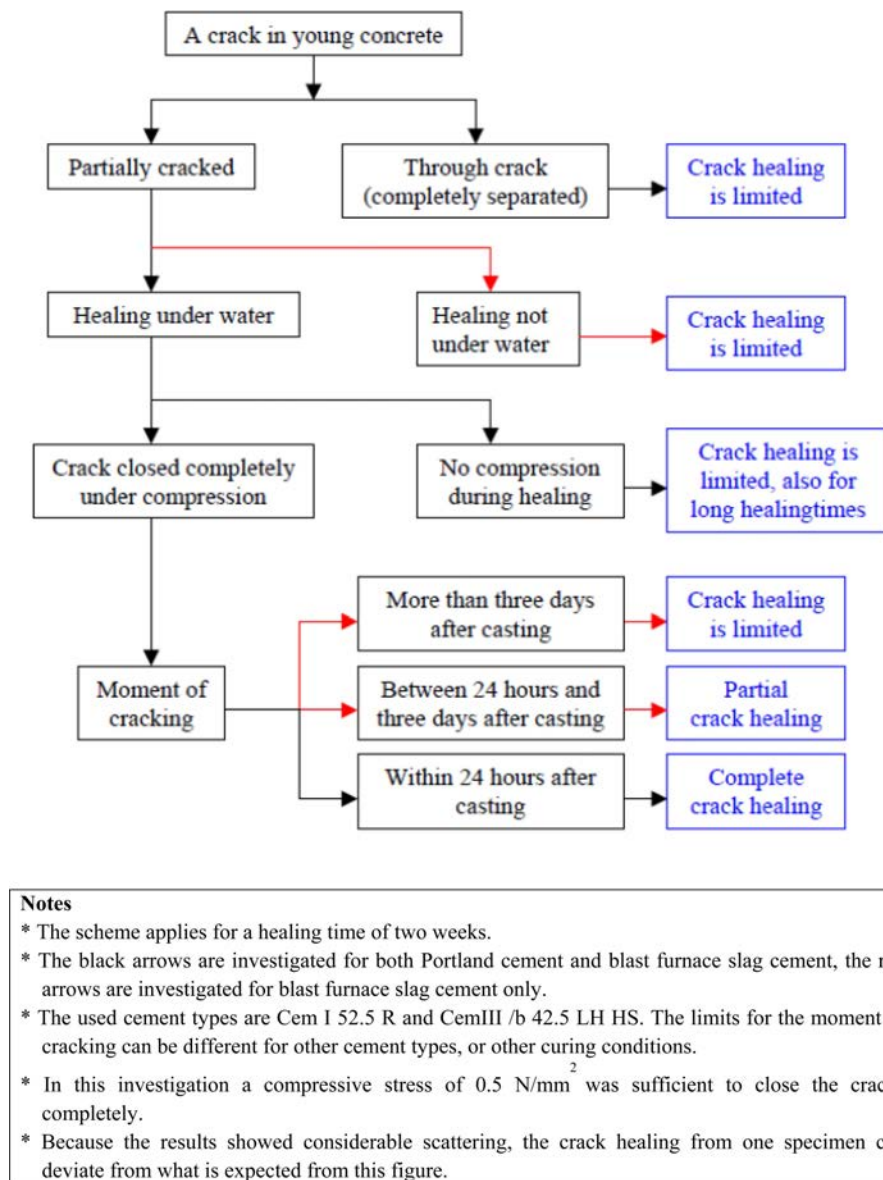 A crack in young concrete
Partially cracked
Through crack
(completely separated)
Crack healing
is limited
Healing under water
Healing not
under water
Crack healing
is limited
Crack closed completely
under compression
No compression
during healing
Crack healing is
limited, also for
long healingtimes
More than three days
after casting
Crack healing
is limited
Moment of
cracking
Between 24 hours and
three days after casting
Partial
crack healing
Within 24 hours after
casting
Complete
crack healing
Notes
* The scheme applies for a healing time of two weeks.
* The black arrows are investigated for both Portland cement and blast furnace slag cement, the
arrows are investigated for blast furnace slag cement only.
* The used cement types are Cem I 52.5 R and CemIII /b 42.5 LH HS. The limits for the moment
cracking can be different for other cement types, or other curing conditions.
* In this investigation a compressive stress of 0.5 N/mm² was sufficient to close the crac
completely.
* Because the results showed considerable scattering, the crack healing from one specimen c
deviate from what is expected from this figure.